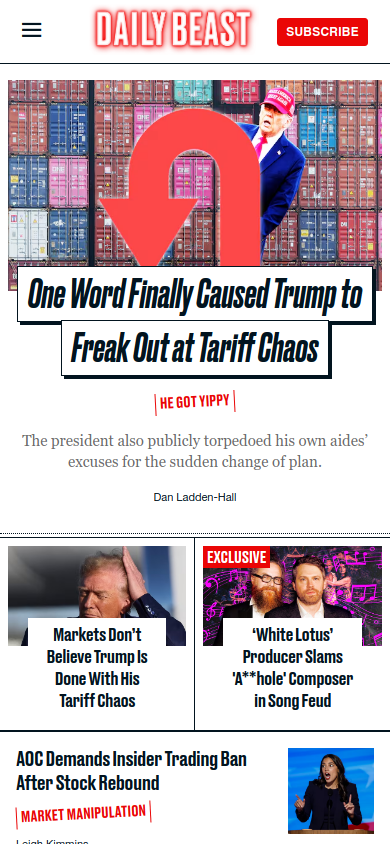 DAILY BEAST
SUBSCRIBE
One Word Finally Caused Trump to
Freak Out at Tariff Chaos
HE GOT YIPPY
The president also publicly torpedoed his own aides’
excuses for the sudden change of plan.
Dan Ladden-Hall
Markets Don’t
Believe Trump Is
Done With His
Tariff Chaos
EXCLUSIVE
‘White Lotus’
Producer Slams
'A**hole' Composer
in Song Feud
AOC Demands Insider Trading Ban
After Stock Rebound
MARKET MANIPULATION
Leigh Kimmins